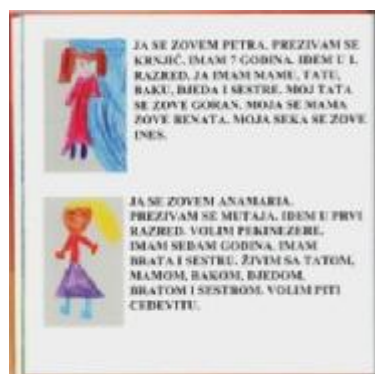 JA SE ZOVEM PETRA. PREZIVAM SE
KRNJIĆ. IMAM 7 GODINA. IDEM U 1.
RAZRED. JA IMAM MAMU, TATU,
BAKU, DJEDA I SESTRE. MOJ TATA
SE ZOVE GORAN. MOJA SE MAMA
ZOVE RENATA. MOJA SEKA SE ZOVE
INES.
JA SE ZOVEM ANAMARIA.
PREZIVAM SE MUTAJA. IDEM U PRVI
RAZRED. VOLIM PEKINEZERE.
IMAM SEDAM GODINA. IMAM
BRATA I SESTRU. ŽIVIM SA TATOM,
MAMOM, BAKOM, DJEDOM,
BRATOM I SESTROM. VOLIM PITI
CEDEVITU.